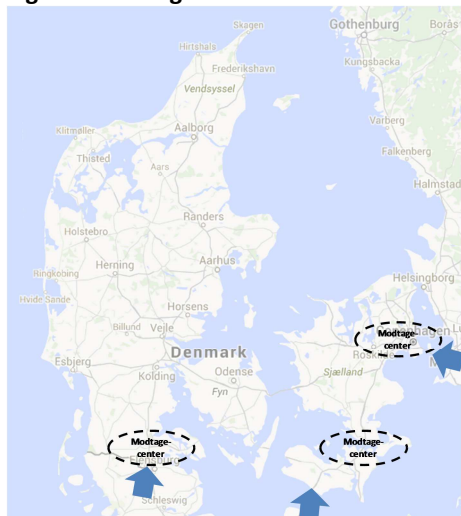 Skagen
Gothenburg
Borås
Hirtshals
Kungsbacka
Frederikshavn
Vendsyssel
Varberg
Klitmøller
Aalborg
Thisted
Falkenberg
Aars
Halmstad
Randers
Holstebro
Aarhus
Herning
Ringkøbing
Helsingborg
Hvide Sande
Horsens
Billund
Vejle
Modtage-
center
Denmark
Roskilde
Esbjerg
Kolding
Odense
Sjælland
Fyn
Modtage-
center
Modtage-
center
Flensburg
Schleswig